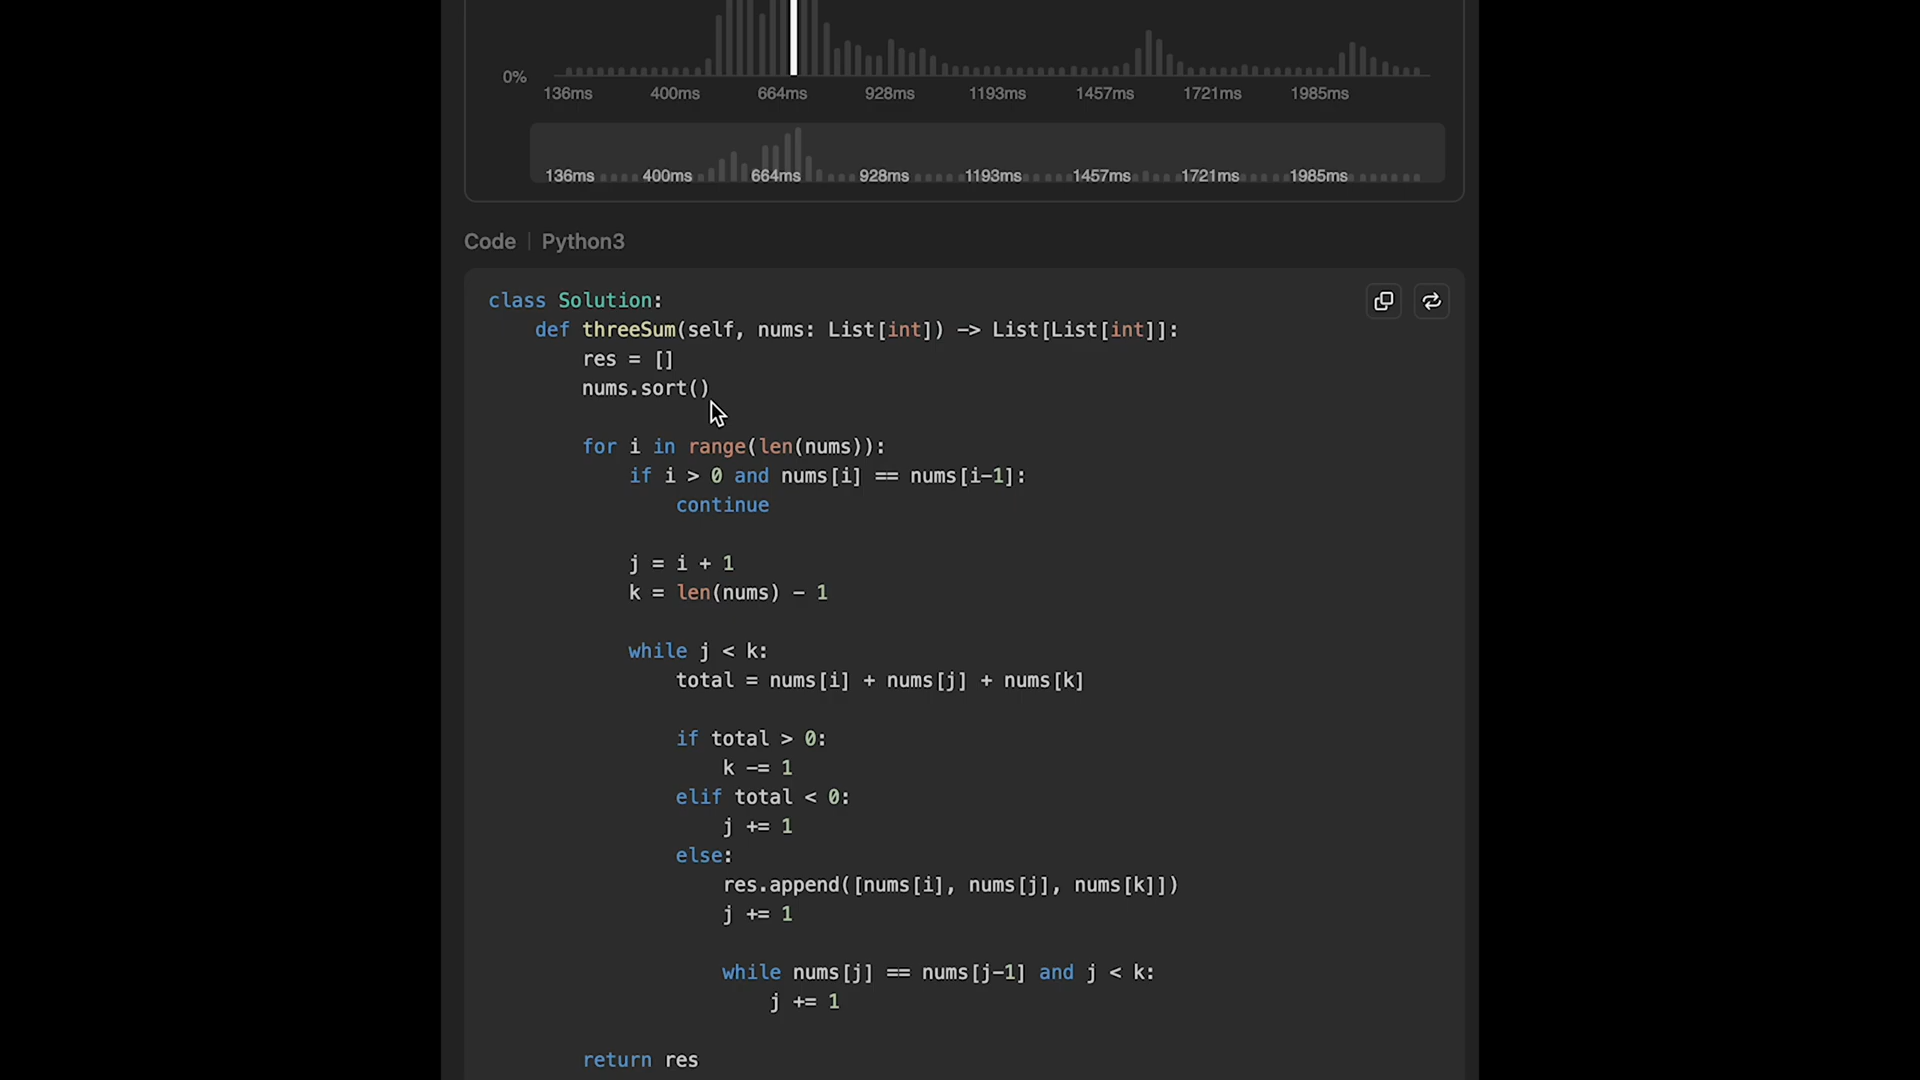 0%
136ms 400ms 664ms 928ms 1193ms 1457ms 1721ms 1985ms
136ms 400ms 664ms 928ms 1193ms 1457ms 1721ms 1985ms
Code | Python3
class Solution:
    def threeSum(self, nums: List[int]) -> List[List[int]]:
        res = []
        nums.sort()
        for i in range(len(nums)):
            if i > 0 and nums[i] == nums[i-1]:
                continue
            j = i + 1
            k = len(nums) - 1
            while j < k:
                total = nums[i] + nums[j] + nums[k]
                if total > 0:
                    k -= 1
                elif total < 0:
                    j += 1
                else:
                    res.append([nums[i], nums[j], nums[k]])
                    j += 1
                    while nums[j] == nums[j-1] and j < k:
                        j += 1
        return res